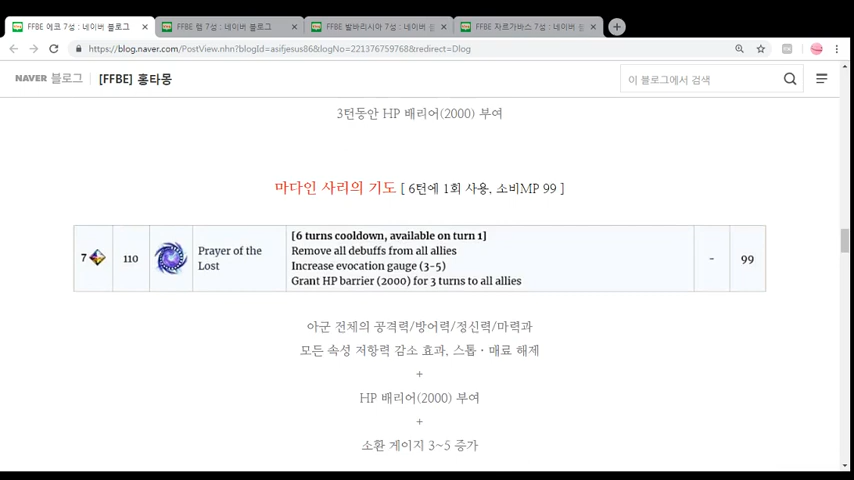 FFBE 에코 7성 : 네이버 블로그
FFBE 램 7성 : 네이버 블로그
FFBE 발바리시아 7성 : 네이버 블
FFBE 자르가바스 7성 : 네이버 블
https://blog.naver.com/PostView.nhn?blogId=asifjesus86&logNo=221376759768&redirect=Dlog
NAVER 블로그
[FFBE] 홍타몽
이 블로그에서 검색
3턴동안 HP 배리어(2000) 부여
마다인 사리의 기도 [ 6턴에 1회 사용, 소비MP 99 ]
7
110
Prayer of the
Lost
[6 turns cooldown, available on turn 1]
Remove all debuffs from all allies
Increase evocation gauge (3-5)
Grant HP barrier (2000) for 3 turns to all allies
-
99
아군 전체의 공격력/방어력/정신력/마력과
모든 속성 저항력 감소 효과, 스톱 · 매료 해제
+
HP 배리어(2000) 부여
+
소환 게이지 3~5 증가